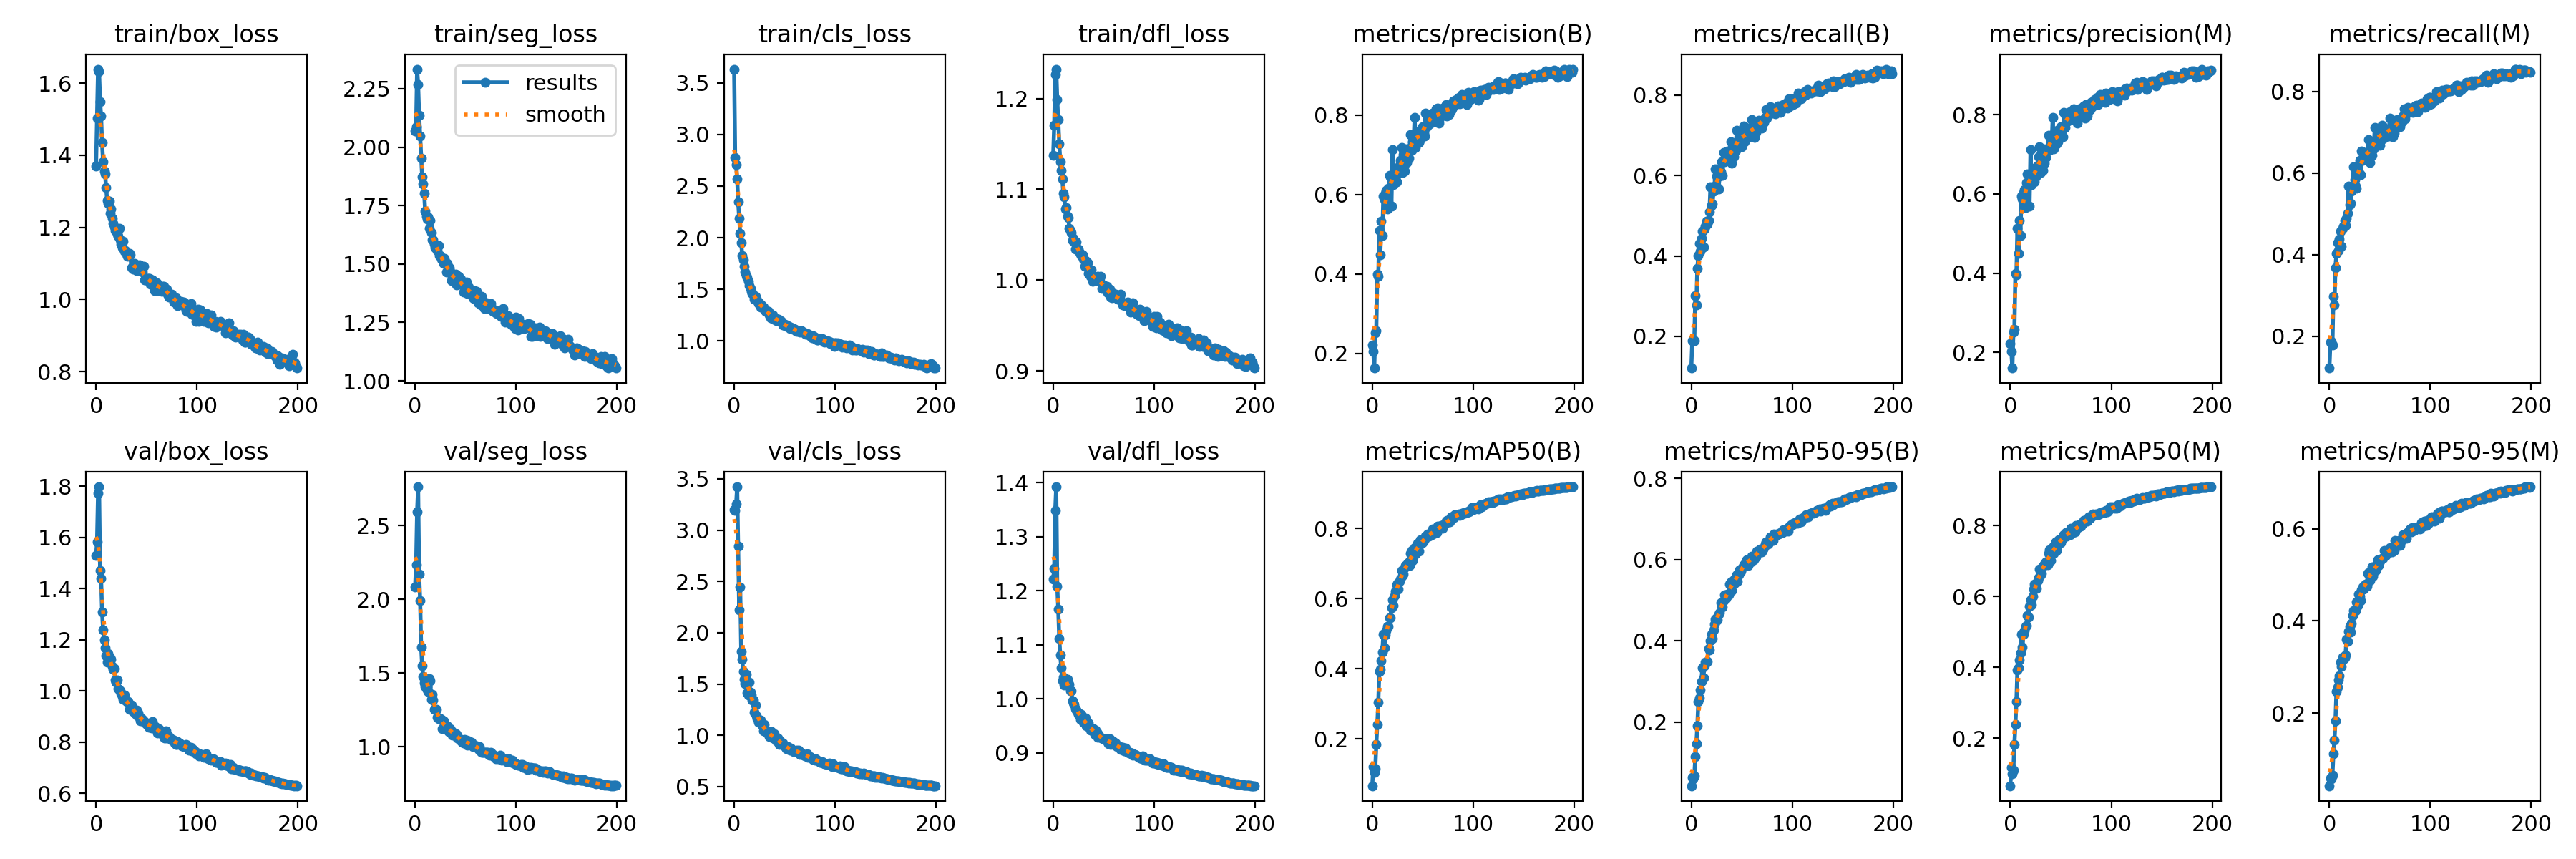 train/box_loss
train/seg_loss
train/cls_loss
train/dfl_loss
metrics/precision(B)
metrics/recall(B)
metrics/precision(M)
metrics/recall(M)
1.6
1.4
1.2
1.0
0.8
0 100 200
results
smooth
2.25
2.00
1.75
1.50
1.25
1.00
0 100 200
3.5
3.0
2.5
2.0
1.5
1.0
0 100 200
1.2
1.1
1.0
0.9
0 100 200
0.8
0.6
0.4
0.2
0 100 200
0.8
0.6
0.4
0.2
0 100 200
0.8
0.6
0.4
0.2
0 100 200
0.8
0.6
0.4
0.2
0 100 200
val/box_loss
val/seg_loss
val/cls_loss
val/dfl_loss
metrics/mAP50(B)
metrics/mAP50-95(B)
metrics/mAP50(M)
metrics/mAP50-95(M)
1.8
1.6
1.4
1.2
1.0
0.8
0.6
0 100 200
2.5
2.0
1.5
1.0
0 100 200
3.5
3.0
2.5
2.0
1.5
1.0
0.5
0 100 200
1.4
1.3
1.2
1.1
1.0
0.9
0 100 200
0.8
0.6
0.4
0.2
0 100 200
0.8
0.6
0.4
0.2
0 100 200
0.8
0.6
0.4
0.2
0 100 200
0.6
0.4
0.2
0 100 200